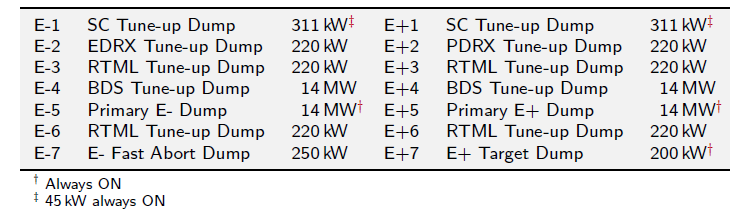 E-1 SC Tune-up Dump 311 kW‡ E+1 SC Tune-up Dump 311 kW‡
E-2 EDRX Tune-up Dump 220 kW E+2 PDRX Tune-up Dump 220 kW
E-3 RTML Tune-up Dump 220 kW E+3 RTML Tune-up Dump 220 kW
E-4 BDS Tune-up Dump 14 MW E+4 BDS Tune-up Dump 14 MW
E-5 Primary E- Dump 14 MW† E+5 Primary E+ Dump 14 MW†
E-6 RTML Tune-up Dump 220 kW E+6 RTML Tune-up Dump 220 kW
E-7 E- Fast Abort Dump 250 kW E+7 E+ Target Dump 200 kW†
† Always ON
‡ 45 kW always ON